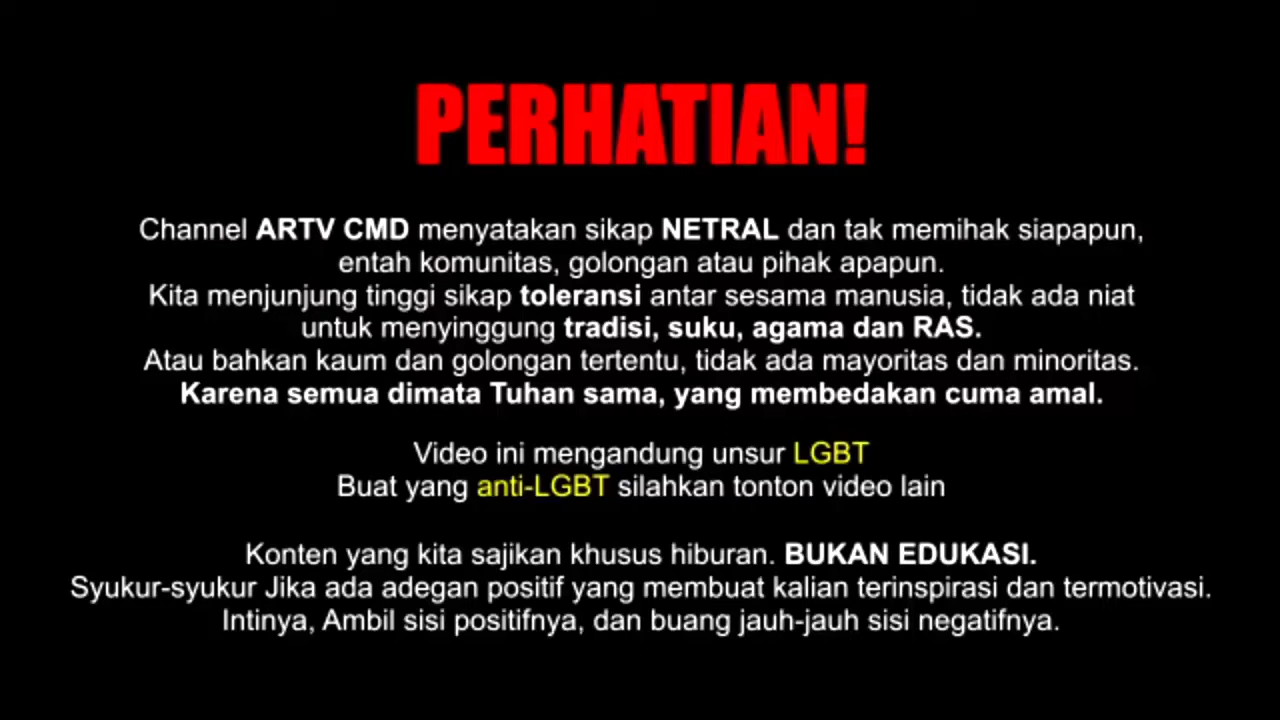 PERHATIAN!
Channel ARTV CMD menyatakan sikap NETRAL dan tak memihak siapapun,
entah komunitas, golongan atau pihak apapun.
Kita menjunjung tinggi sikap toleransi antar sesama manusia, tidak ada niat
untuk menyinggung tradisi, suku, agama dan RAS.
Atau bahkan kaum dan golongan tertentu, tidak ada mayoritas dan minoritas.
Karena semua dimata Tuhan sama, yang membedakan cuma amal.
Video ini mengandung unsur LGBT
Buat yang anti-LGBT silahkan tonton video lain
Konten yang kita sajikan khusus hiburan. BUKAN EDUKASI.
Syukur-syukur Jika ada adegan positif yang membuat kalian terinspirasi dan termotivasi.
Intinya, Ambil sisi positifnya, dan buang jauh-jauh sisi negatifnya.